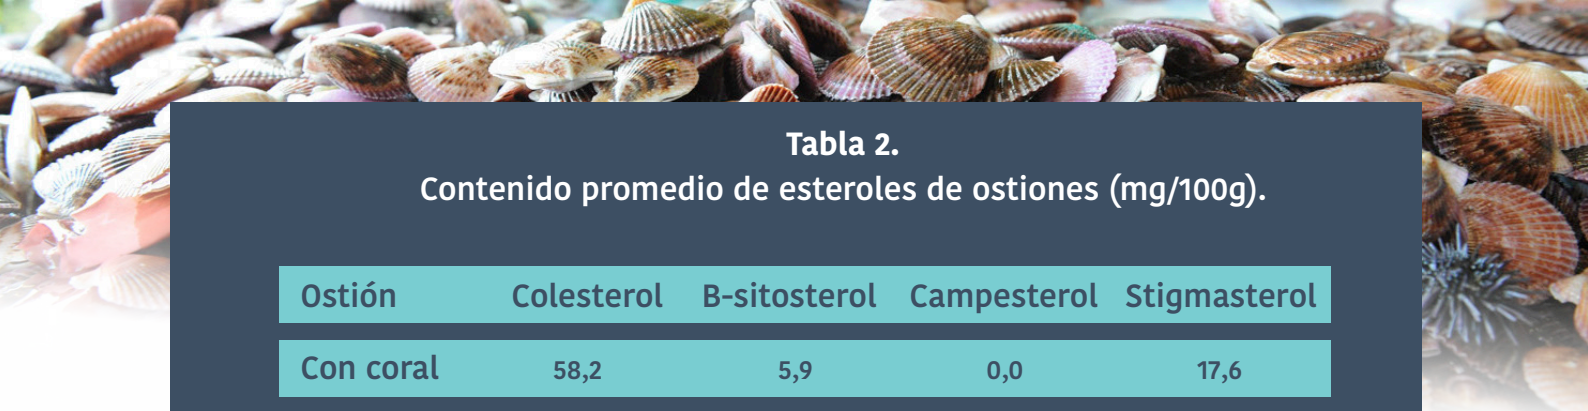 Tabla 2.
Contenido promedio de esteroles de ostiones (mg/100g).
Ostión Colesterol B-sitosterol Campesterol Stigmasterol
Con coral 58,2 5,9 0,0 17,6